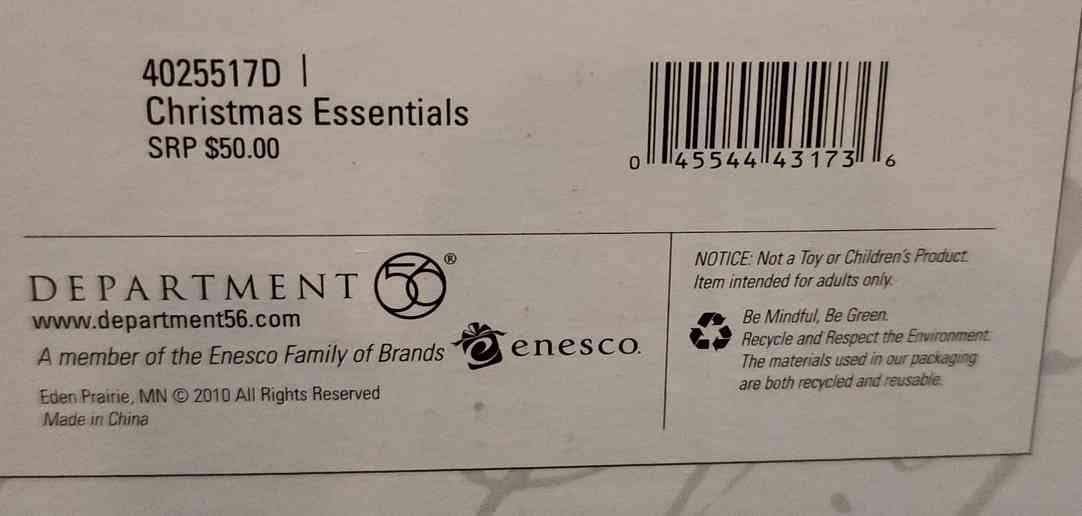 4025517D |
Christmas Essentials
SRP $50.00
0 45544 43173 6
DEPARTMENT 56®
www.department56.com
A member of the Enesco Family of Brands enesco.
Eden Prairie, MN © 2010 All Rights Reserved
Made in China
NOTICE: Not a Toy or Children's Product.
Item intended for adults only.
Be Mindful, Be Green.
Recycle and Respect the Environment.
The materials used in our packaging
are both recycled and reusable.